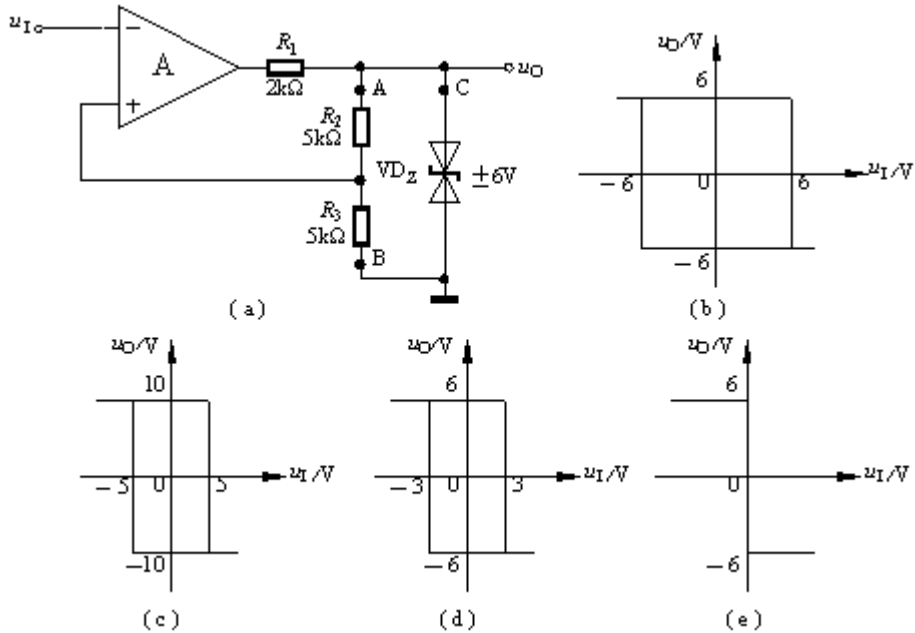 uI
−
A
+
R1
2kΩ
A
C
uO
R2
5kΩ
VDZ
±6V
R3
5kΩ
B
(a)
uO/V
6
−6
0
6
uI/V
−6
(b)
uO/V
10
−5
0
5
uI/V
−10
(c)
uO/V
6
−3
0
3
uI/V
−6
(d)
uO/V
6
0
uI/V
−6
(e)